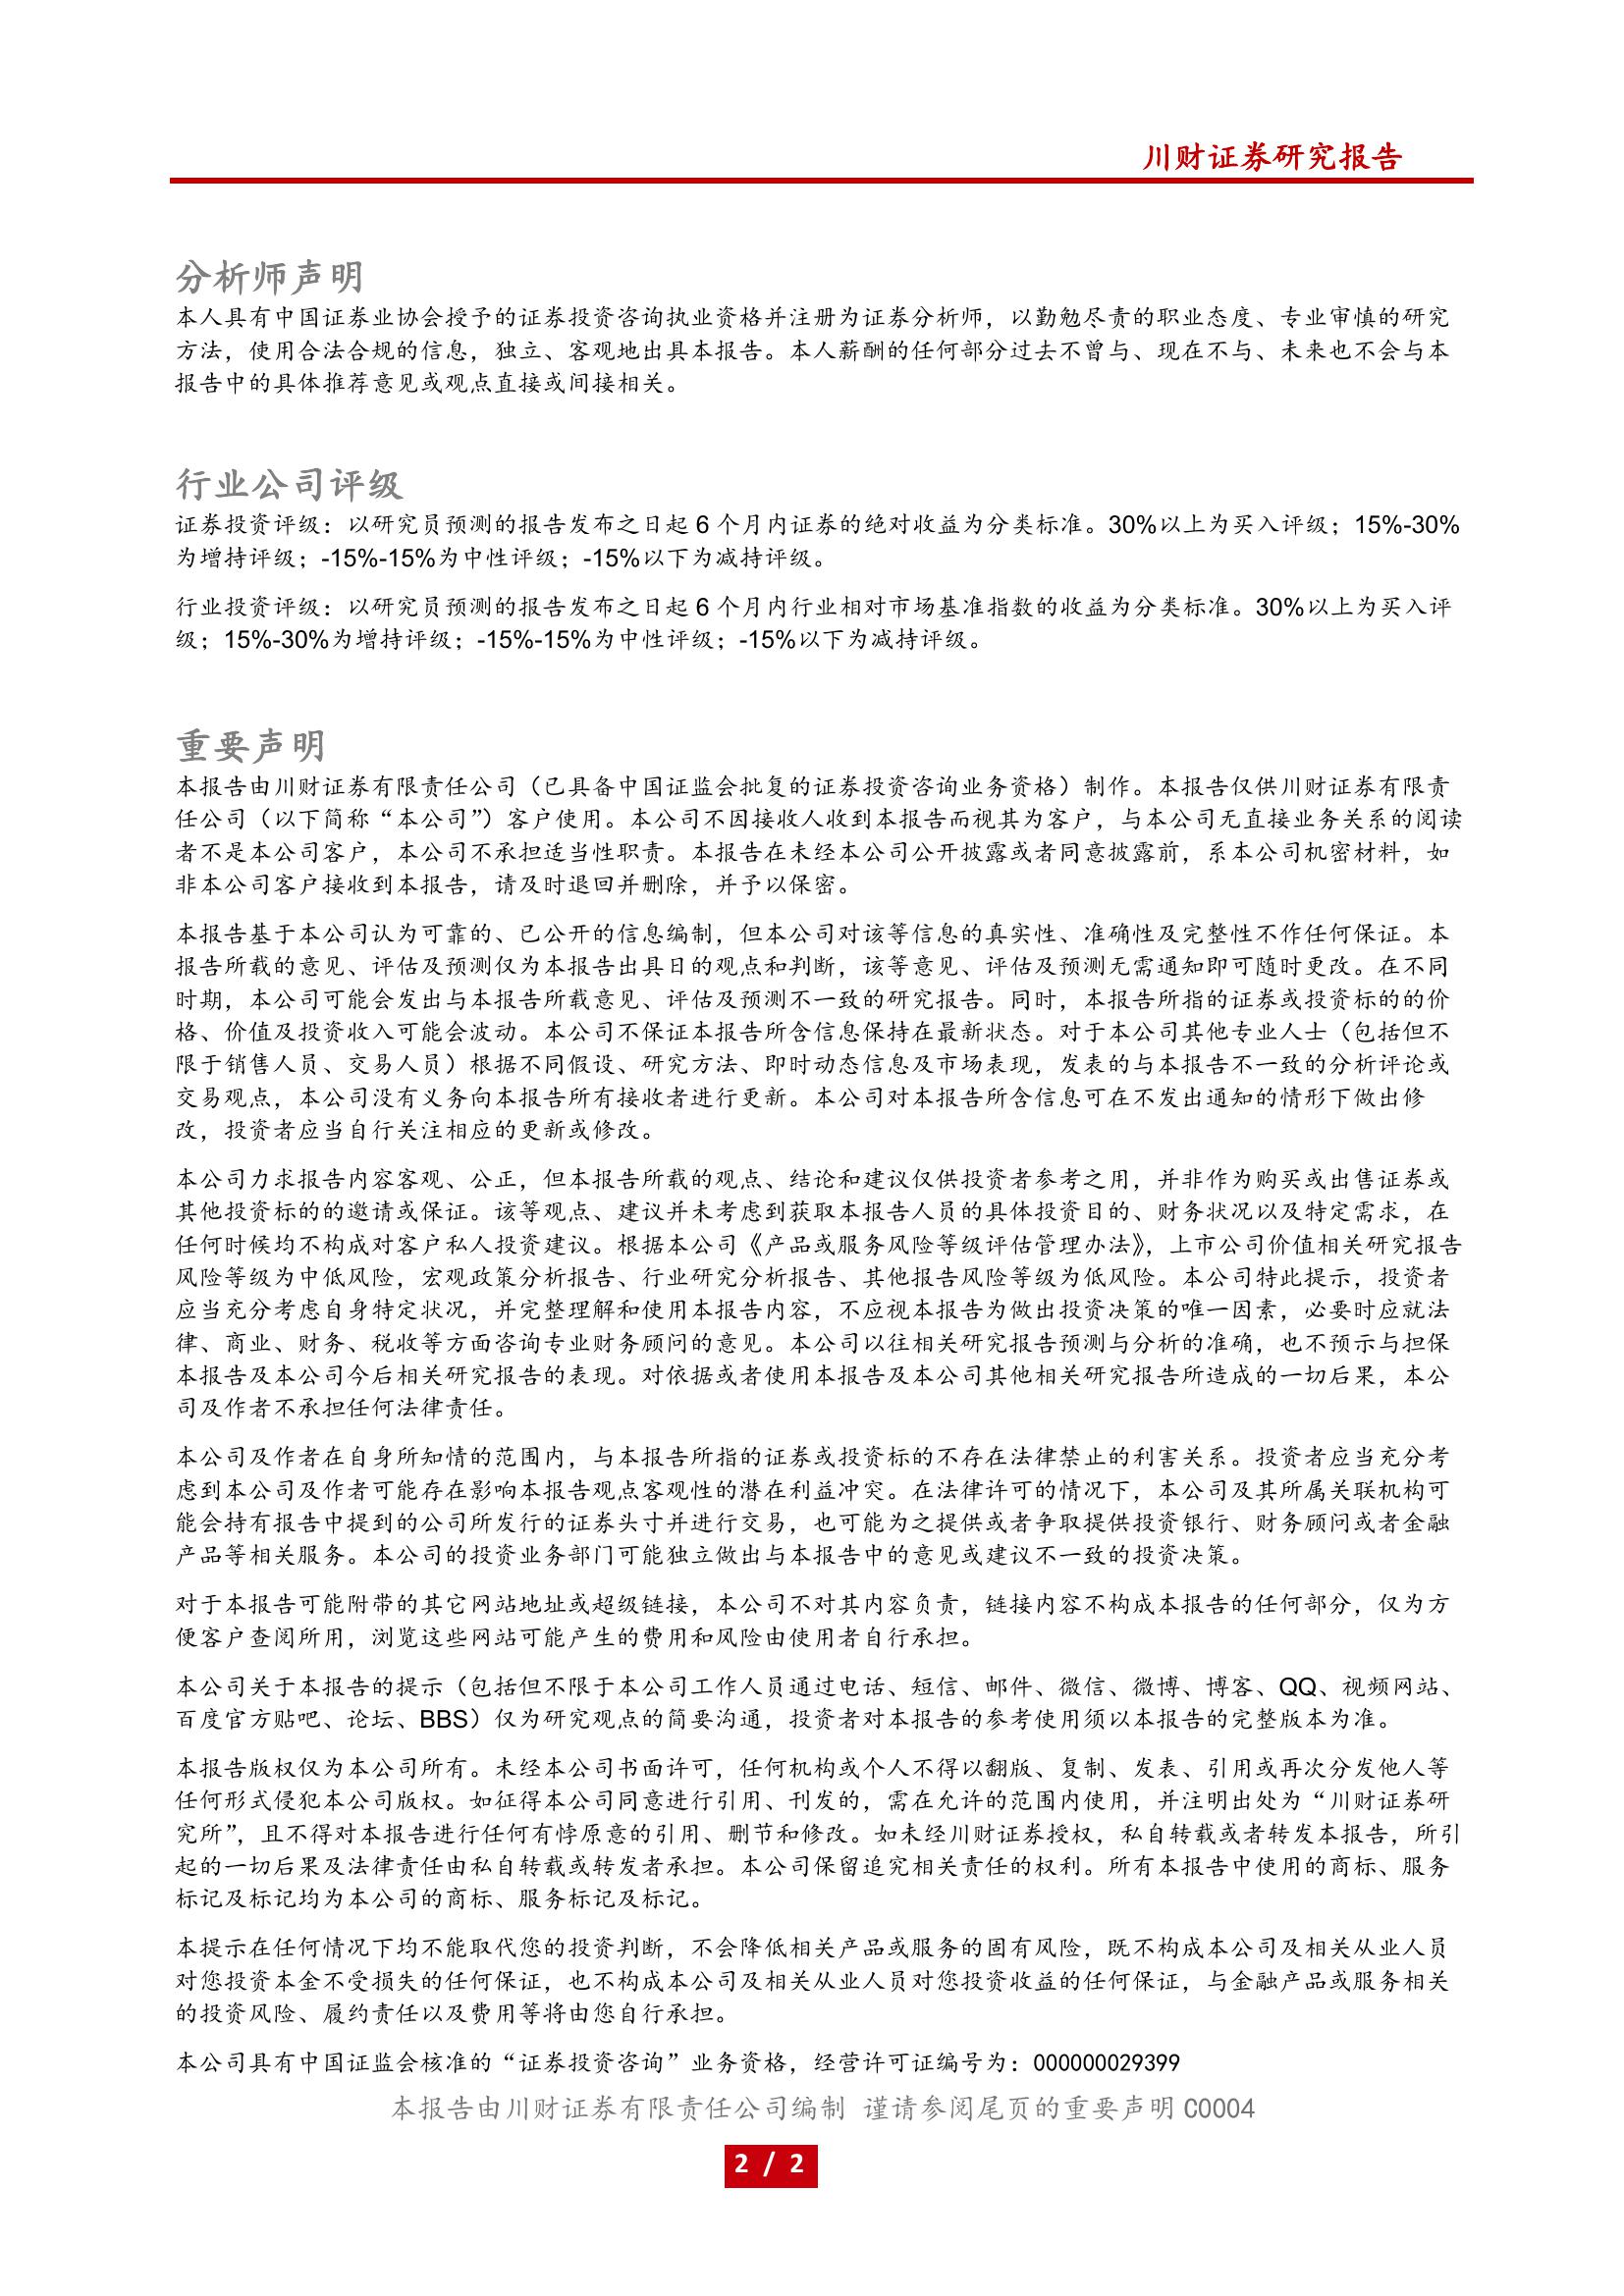 川财证券研究报告
分析师声明
本人具有中国证券业协会授予的证券投资咨询执业资格并注册为证券分析师，以勤勉尽责的职业态度、专业审慎的研究
方法，使用合法合规的信息，独立、客观地出具本报告。本人薪酬的任何部分过去不曾与、现在不与、未来也不会与本
报告中的具体推荐意见或观点直接或间接相关。
行业公司评级
证券投资评级：以研究员预测的报告发布之日起 6 个月内证券的绝对收益为分类标准。30%以上为买入评级；15%-30%
为增持评级；-15%-15%为中性评级；-15%以下为减持评级。
行业投资评级：以研究员预测的报告发布之日起 6 个月内行业相对市场基准指数的收益为分类标准。30%以上为买入评
级；15%-30%为增持评级；-15%-15%为中性评级；-15%以下为减持评级。
重要声明
本报告由川财证券有限责任公司（已具备中国证监会批复的证券投资咨询业务资格）制作。本报告仅供川财证券有限责
任公司（以下简称“本公司”）客户使用。本公司不因接收人收到本报告而视其为客户，与本公司无直接业务关系的阅读
者不是本公司客户，本公司不承担适当性职责。本报告在未经本公司公开披露或者同意披露前，系本公司机密材料，如
非本公司客户接收到本报告，请及时退回并删除，并予以保密。
本报告基于本公司认为可靠的、已公开的信息编制，但本公司对该等信息的真实性、准确性及完整性不作任何保证。本
报告所载的意见、评估及预测仅为本报告出具日的观点和判断，该等意见、评估及预测无需通知即可随时更改。在不同
时期，本公司可能会发出与本报告所载意见、评估及预测不一致的研究报告。同时，本报告所指的证券或投资标的的价
格、价值及投资收入可能会波动。本公司不保证本报告所含信息保持在最新状态。对于本公司其他专业人士（包括但不
限于销售人员、交易人员）根据不同假设、研究方法、即时动态信息及市场表现，发表的与本报告不一致的分析评论或
交易观点，本公司没有义务向本报告所有接收者进行更新。本公司对本报告所含信息可在不发出通知的情形下做出修
改，投资者应当自行关注相应的更新或修改。
本公司力求报告内容客观、公正，但本报告所载的观点、结论和建议仅供投资者参考之用，并非作为购买或出售证券或
其他投资标的的邀请或保证。该等观点、建议并未考虑到获取本报告人员的具体投资目的、财务状况以及特定需求，在
任何时候均不构成对客户私人投资建议。根据本公司《产品或服务风险等级评估管理办法》，上市公司价值相关研究报告
风险等级为中低风险，宏观政策分析报告、行业研究分析报告、其他报告风险等级为低风险。本公司特此提示，投资者
应当充分考虑自身特定状况，并完整理解和使用本报告内容，不应视本报告为做出投资决策的唯一因素，必要时应就法
律、商业、财务、税收等方面咨询专业财务顾问的意见。本公司以往相关研究报告预测与分析的准确，也不预示与担保
本报告及本公司今后相关研究报告的表现。对依据或者使用本报告及本公司其他相关研究报告所造成的一切后果，本公
司及作者不承担任何法律责任。
本公司及作者在自身所知情的范围内，与本报告所指的证券或投资标的不存在法律禁止的利害关系。投资者应当充分考
虑到本公司及作者可能存在影响本报告观点客观性的潜在利益冲突。在法律许可的情况下，本公司及其所属关联机构可
能会持有报告中提到的公司所发行的证券头寸并进行交易，也可能为之提供或者争取提供投资银行、财务顾问或者金融
产品等相关服务。本公司的投资业务部门可能独立做出与本报告中的意见或建议不一致的投资决策。
对于本报告可能附带的其它网站地址或超级链接，本公司不对其内容负责，链接内容不构成本报告的任何部分，仅为方
便客户查阅所用，浏览这些网站可能产生的费用和风险由使用者自行承担。
本公司关于本报告的提示（包括但不限于本公司工作人员通过电话、短信、邮件、微信、微博、博客、QQ、视频网站、
百度官方贴吧、论坛、BBS）仅为研究观点的简要沟通，投资者对本报告的参考使用须以本报告的完整版本为准。
本报告版权仅为本公司所有。未经本公司书面许可，任何机构或个人不得以翻版、复制、发表、引用或再次分发他人等
任何形式侵犯本公司版权。如征得本公司同意进行引用、刊发的，需在允许的范围内使用，并注明出处为“川财证券研
究所”，且不得对本报告进行任何有悖原意的引用、删节和修改。如未经川财证券授权，私自转载或者转发本报告，所引
起的一切后果及法律责任由私自转载或转发者承担。本公司保留追究相关责任的权利。所有本报告中使用的商标、服务
标记及标记均为本公司的商标、服务标记及标记。
本提示在任何情况下均不能取代您的投资判断，不会降低相关产品或服务的固有风险，既不构成本公司及相关从业人员
对您投资本金不受损失的任何保证，也不构成本公司及相关从业人员对您投资收益的任何保证，与金融产品或服务相关
的投资风险、履约责任以及费用等将由您自行承担。
本公司具有中国证监会核准的“证券投资咨询”业务资格，经营许可证编号为：000000029399
本报告由川财证券有限责任公司编制 谨请参阅尾页的重要声明 C0004
2 / 2